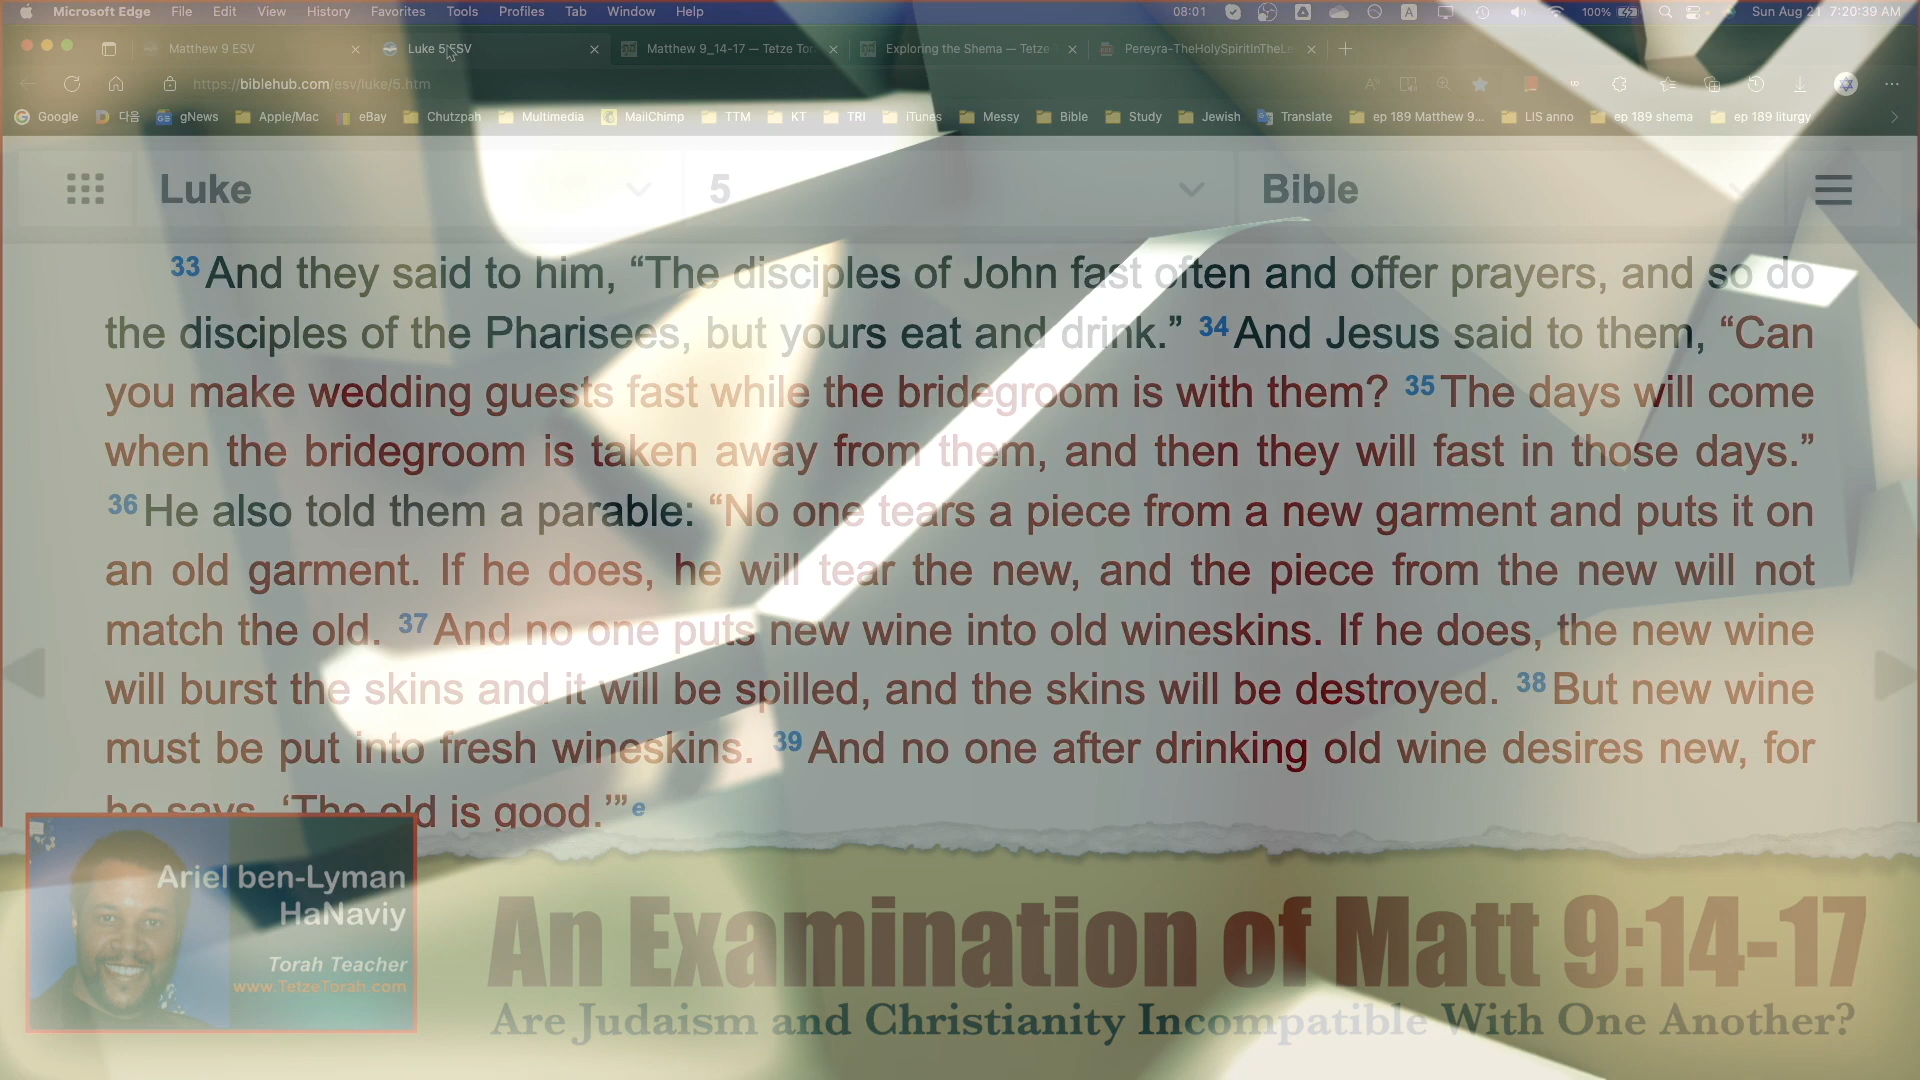 Microsoft Edge File Edit View History Favorites Tools Profiles Tab Window Help 08:01 100% Sun Aug 21 7:20:39 AM
Matthew 9 ESV Luke 5 ESV Matthew 9_14-17 — Tetze Tor Exploring the Shema — Tetze Pereyra-TheHolySpiritInTheLe
https://biblehub.com/esv/luke/5.htm
Google 다음 gNews Apple/Mac eBay Chutzpah Multimedia MailChimp TTM KT TRI iTunes Messy Bible Study Jewish Translate ep 189 Matthew 9... LIS anno ep 189 shema ep 189 liturgy
Luke 5 Bible
33 And they said to him, “The disciples of John fast often and offer prayers, and so do
the disciples of the Pharisees, but yours eat and drink.” 34 And Jesus said to them, “Can
you make wedding guests fast while the bridegroom is with them? 35 The days will come
when the bridegroom is taken away from them, and then they will fast in those days.”
36 He also told them a parable: “No one tears a piece from a new garment and puts it on
an old garment. If he does, he will tear the new, and the piece from the new will not
match the old. 37 And no one puts new wine into old wineskins. If he does, the new wine
will burst the skins and it will be spilled, and the skins will be destroyed. 38 But new wine
must be put into fresh wineskins. 39 And no one after drinking old wine desires new, for
he says, ‘The old is good.’” e
Ariel ben-Lyman
HaNaviy
Torah Teacher
www.TetzeTorah.com
An Examination of Matt 9:14-17
Are Judaism and Christianity Incompatible With One Another?